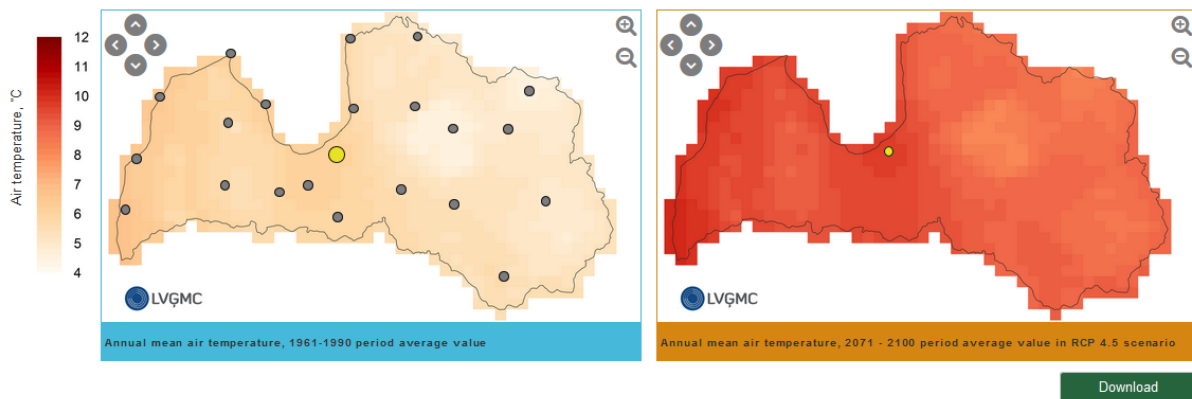 Air temperature, °C
12
11
10
9
8
7
6
5
4
LVĢMC
Annual mean air temperature, 1961-1990 period average value
LVĢMC
Annual mean air temperature, 2071 - 2100 period average value in RCP 4.5 scenario
Download